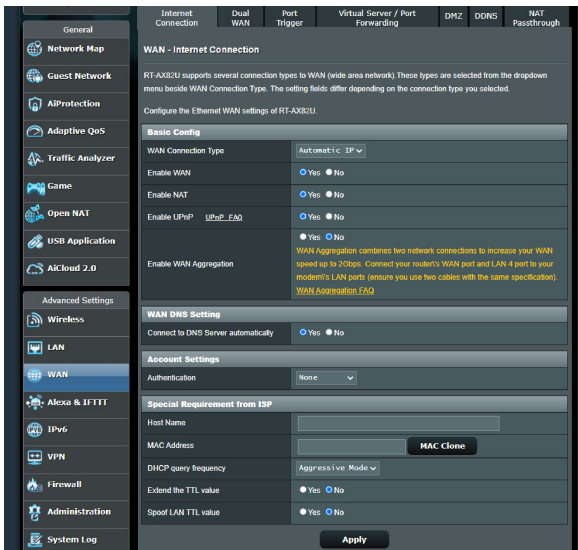 General
Network Map
Guest Network
AiProtection
Adaptive QoS
Traffic Analyzer
Game
Open NAT
USB Application
AiCloud 2.0
Advanced Settings
Wireless
LAN
WAN
Alexa & IFTTT
IPv6
VPN
Firewall
Administration
System Log
Internet Connection
Dual WAN
Port Trigger
Virtual Server / Port Forwarding
DMZ
DDNS
NAT Passthrough
WAN - Internet Connection
RT-AX82U supports several connection types to WAN (wide area network).These types are selected from the dropdown
menu beside WAN Connection Type. The setting fields differ depending on the connection type you selected.
Configure the Ethernet WAN settings of RT-AX82U.
Basic Config
WAN Connection Type Automatic IP
Enable WAN Yes No
Enable NAT Yes No
Enable UPnP UPnP FAQ Yes No
Enable WAN Aggregation Yes No
WAN Aggregation combines two network connections to increase your WAN
speed up to 2Gbps. Connect your router\'s WAN port and LAN 4 port to your
modem\'s LAN ports (ensure you use two cables with the same specification).
WAN Aggregation FAQ
WAN DNS Setting
Connect to DNS Server automatically Yes No
Account Settings
Authentication None
Special Requirement from ISP
Host Name
MAC Address MAC Clone
DHCP query frequency Aggressive Mode
Extend the TTL value Yes No
Spoof LAN TTL value Yes No
Apply